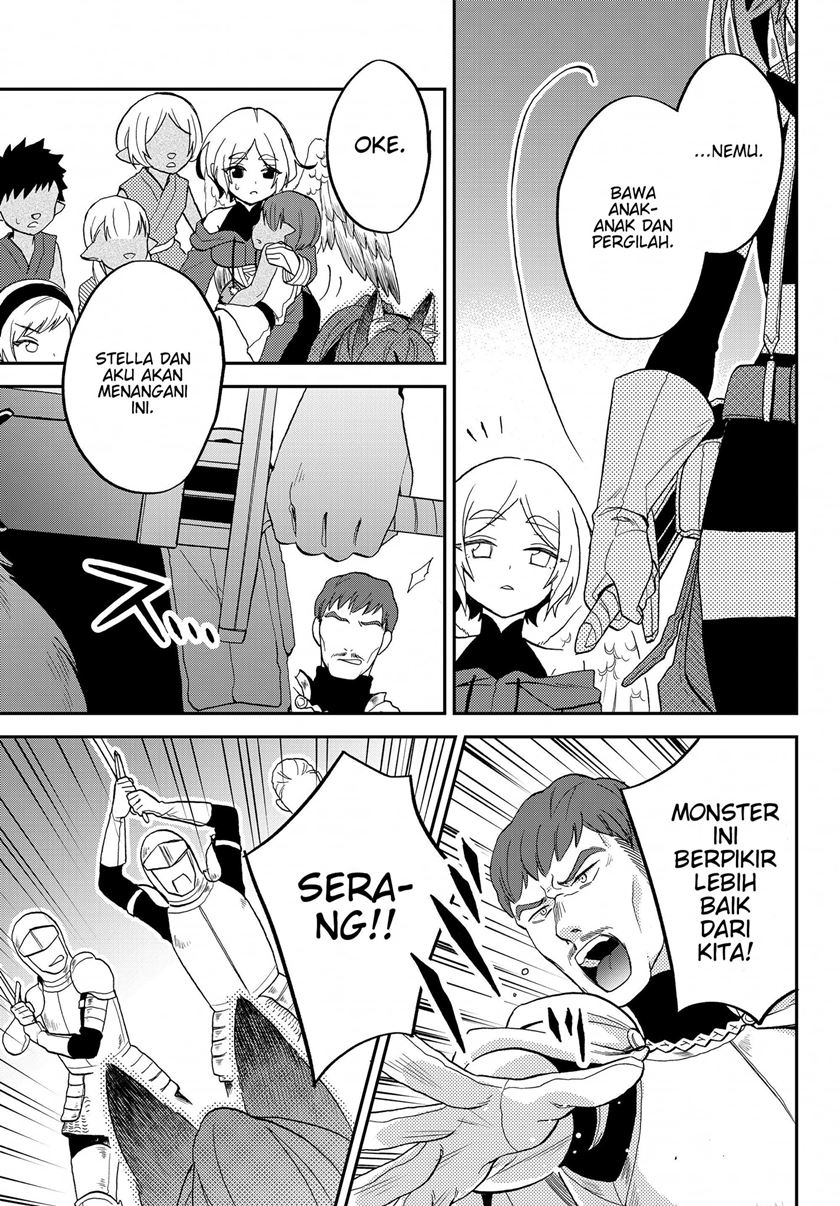 ...NEMU.
BAWA
ANAK-
ANAK DAN
PERGILAH.
OKE.
STELLA DAN
AKU AKAN
MENANGANI
INI.
ス...
MONSTER
INI
BERPIKIR
LEBIH
BAIK
DARI
KITA!
SERA-
NG!!